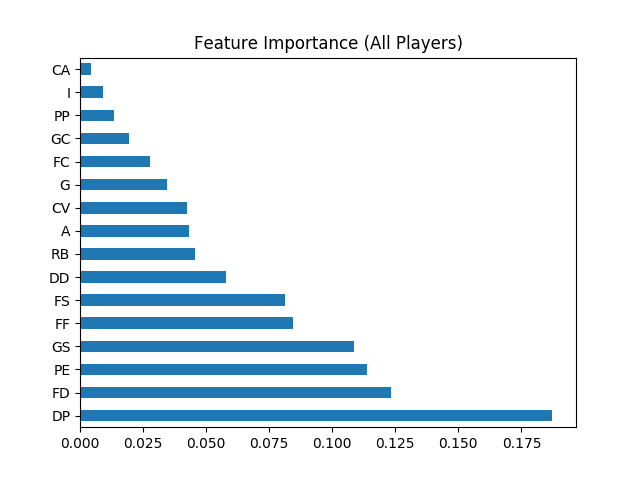 Feature Importance (All Players)
CA
I
PP
GC
FC
G
CV
A
RB
DD
FS
FF
GS
PE
FD
DP
0.000 0.025 0.050 0.075 0.100 0.125 0.150 0.175